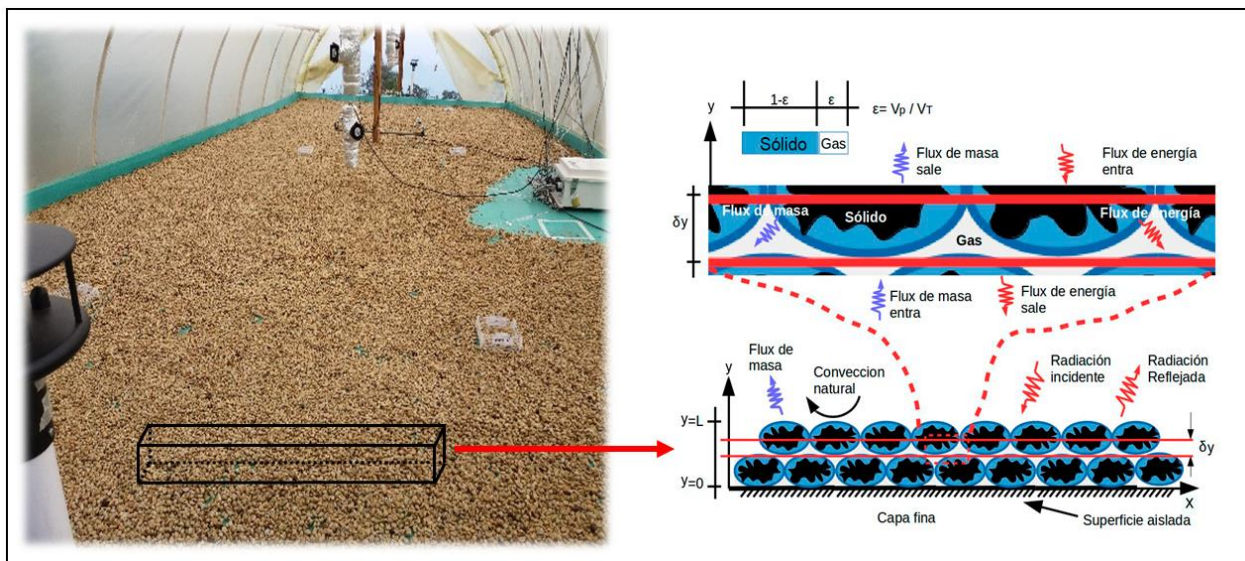 y
1-ε
ε
ε= Vp / VT
Sólido
Gas
Flux de masa
sale
Flux de energía
entra
δy
Flux de masa
Sólido
Flux de energía
Gas
Flux de masa
entra
Flux de energía
sale
Flux de
masa
Conveccion
natural
Radiación
incidente
Radiación
Reflejada
y
y=L
δy
y=0
X
Capa fina
Superficie aislada